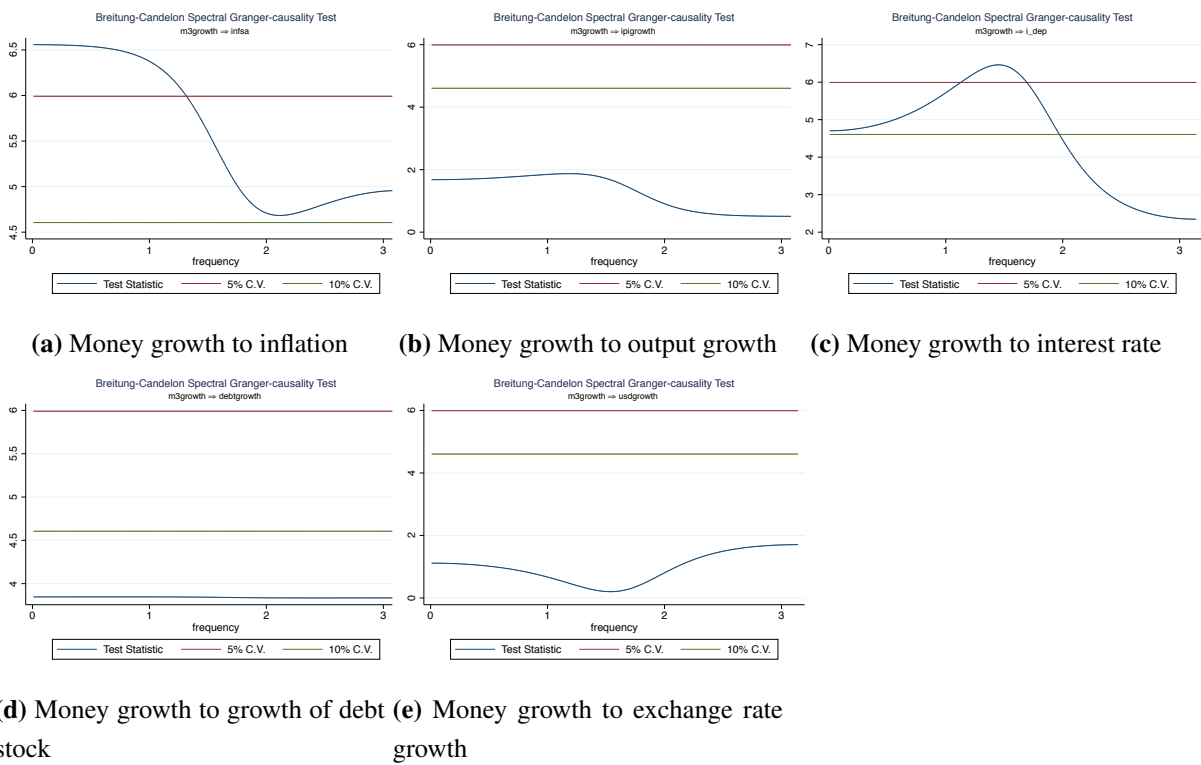 Breitung-Candelon Spectral Granger-causality Test
m3growth ⇒ infsa
6.5
6
5.5
5
4.5
0 1 2 3
frequency
Test Statistic 5% C.V. 10% C.V.
(a) Money growth to inflation
Breitung-Candelon Spectral Granger-causality Test
m3growth ⇒ ipigrowth
6
4
2
0
0 1 2 3
frequency
Test Statistic 5% C.V. 10% C.V.
(b) Money growth to output growth
Breitung-Candelon Spectral Granger-causality Test
m3growth ⇒ i_dep
7
6
5
4
3
2
0 1 2 3
frequency
Test Statistic 5% C.V. 10% C.V.
(c) Money growth to interest rate
Breitung-Candelon Spectral Granger-causality Test
m3growth ⇒ debtgrowth
6
5.5
5
4.5
4
0 1 2 3
frequency
Test Statistic 5% C.V. 10% C.V.
(d) Money growth to growth of debt
stock
Breitung-Candelon Spectral Granger-causality Test
m3growth ⇒ usdgrowth
6
4
2
0
0 1 2 3
frequency
Test Statistic 5% C.V. 10% C.V.
(e) Money growth to exchange rate
growth